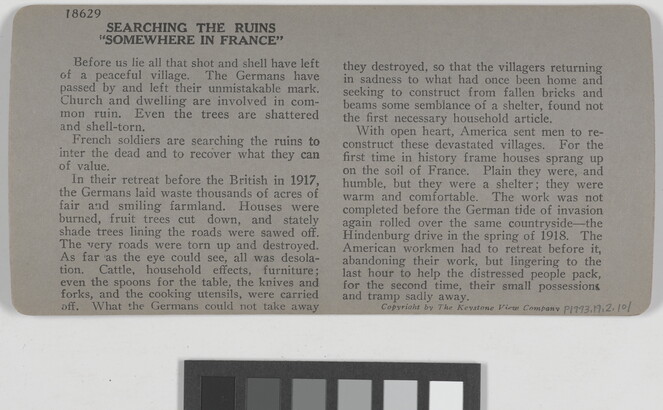 18629
SEARCHING THE RUINS
"SOMEWHERE IN FRANCE"
Before us lie all that shot and shell have left
of a peaceful village. The Germans have
passed by and left their unmistakable mark.
Church and dwelling are involved in com-
mon ruin. Even the trees are shattered
and shell-torn.
French soldiers are searching the ruins to
inter the dead and to recover what they can
of value.
In their retreat before the British in 1917,
the Germans laid waste thousands of acres of
fair and smiling farmland. Houses were
burned, fruit trees cut down, and stately
shade trees lining the roads were sawed off.
The very roads were torn up and destroyed.
As far as the eye could see, all was desola-
tion. Cattle, household effects, furniture;
even the spoons for the table, the knives and
forks, and the cooking utensils, were carried
off. What the Germans could not take away
they destroyed, so that the villagers returning
in sadness to what had once been home and
seeking to construct from fallen bricks and
beams some semblance of a shelter, found not
the first necessary household article.
With open heart, America sent men to re-
construct these devastated villages. For the
first time in history frame houses sprang up
on the soil of France. Plain they were, and
humble, but they were a shelter; they were
warm and comfortable. The work was not
completed before the German tide of invasion
again rolled over the same countryside—the
Hindenburg drive in the spring of 1918. The
American workmen had to retreat before it,
abandoning their work, but lingering to the
last hour to help the distressed people pack,
for the second time, their small possessions
and tramp sadly away.
Copyright by The Keystone View Company P1993.19.2.101